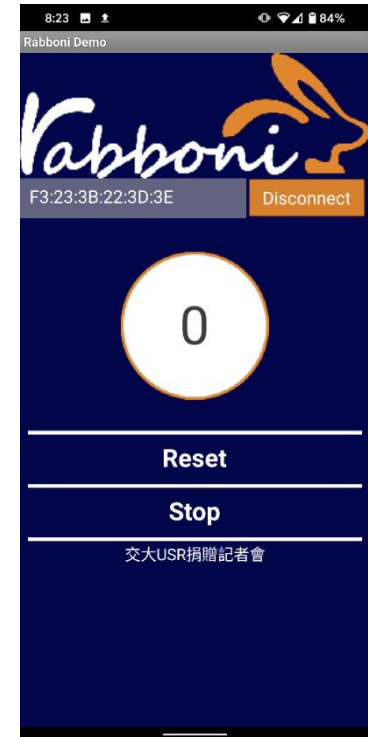 8:23 84%
Rabboni Demo
rabboni
F3:23:3B:22:3D:3E Disconnect
0
Reset
Stop
交大USR捐贈記者會